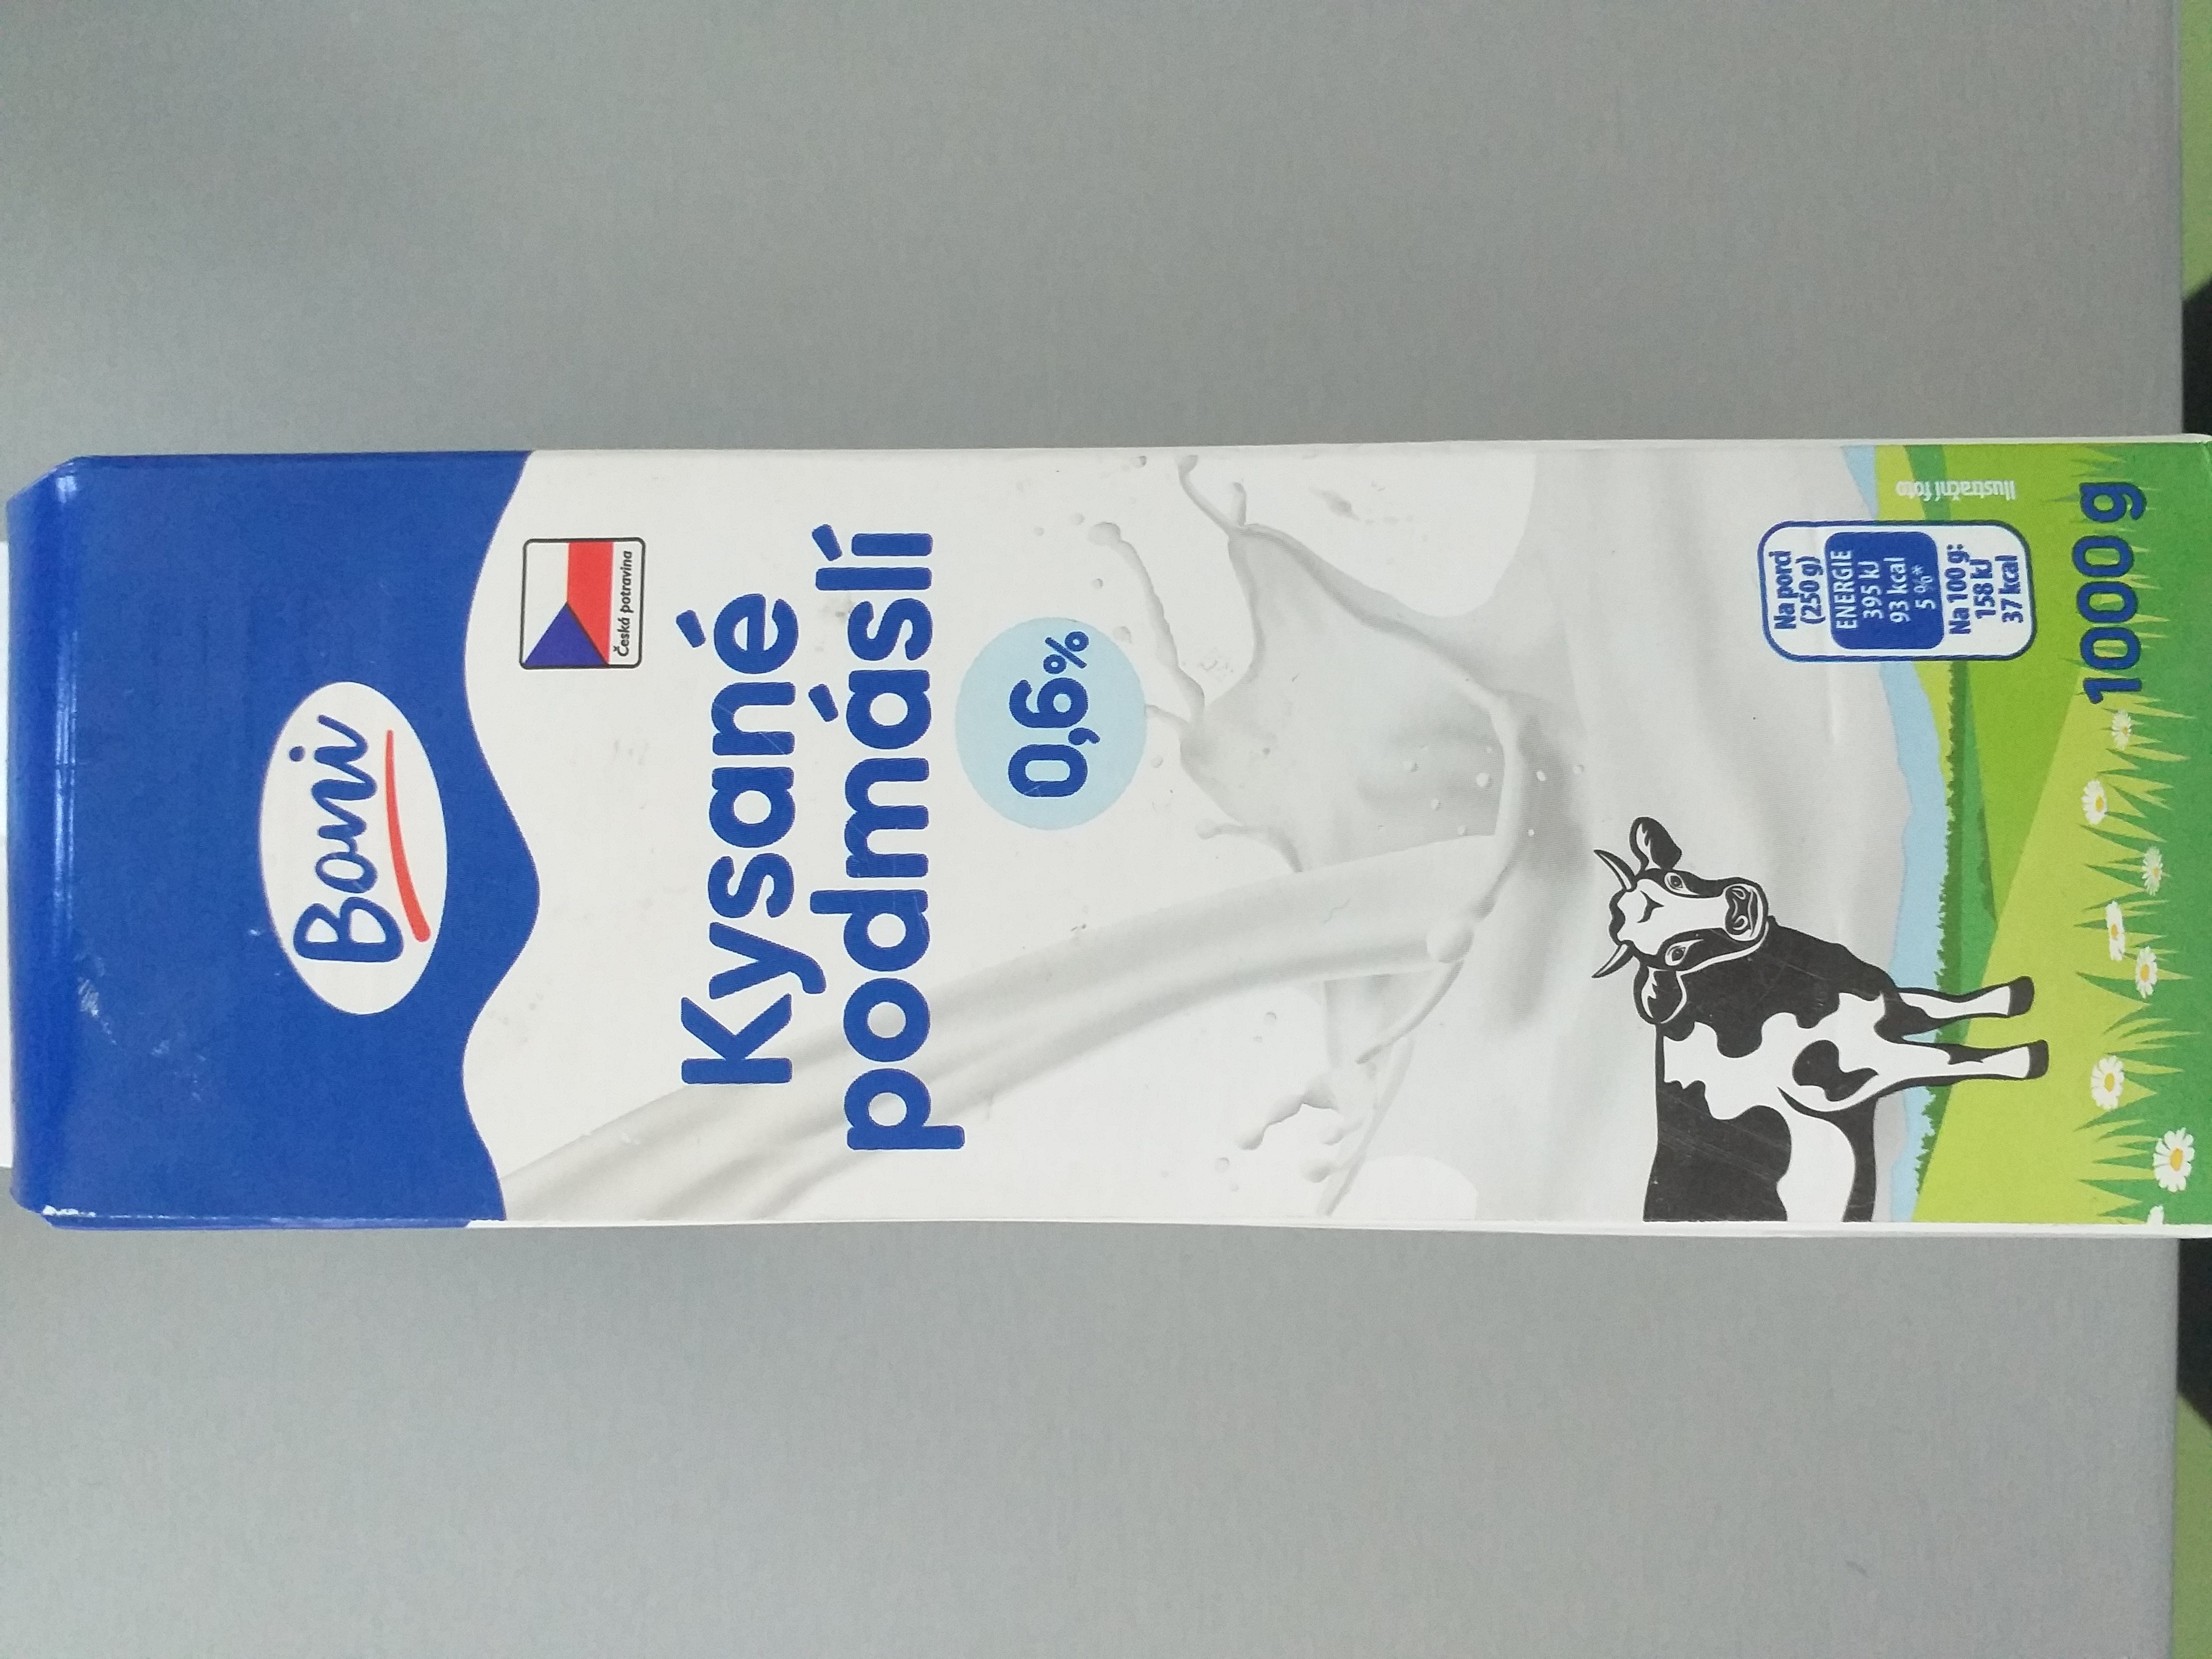 Boni
Česká potravina
Kysané
podmáslí
0,6%
Na porci
(250 g)
ENERGIE
395 kJ
93 kcal
5 %*
Na 100 g:
158 kJ
37 kcal
Ilustrační foto
1000 g